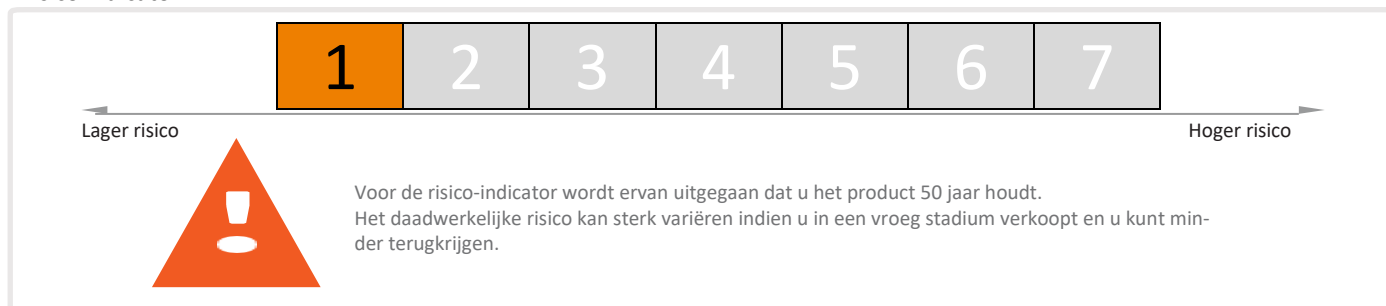 1 2 3 4 5 6 7
Lager risico
Hoger risico
Voor de risico-indicator wordt ervan uitgegaan dat u het product 50 jaar houdt.
Het daadwerkelijke risico kan sterk variëren indien u in een vroeg stadium verkoopt en u kunt min-
der terugkrijgen.